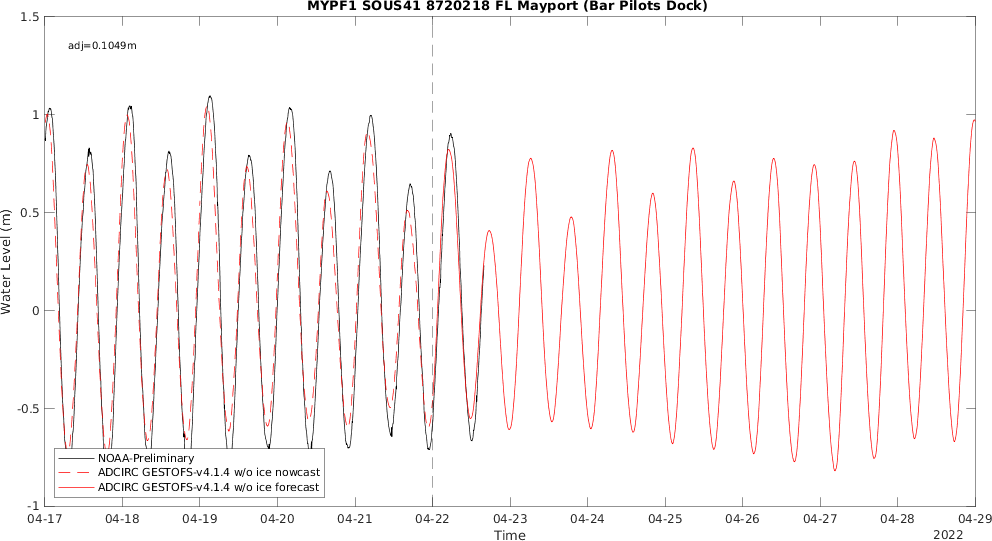 MYPF1 SOUS41 8720218 FL Mayport (Bar Pilots Dock)
1.5
adj=0.1049m
1
0.5
0
-0.5
-1
Water Level (m)
NOAA-Preliminary
ADCIRC GESTOFS-v4.1.4 w/o ice nowcast
ADCIRC GESTOFS-v4.1.4 w/o ice forecast
04-17 04-18 04-19 04-20 04-21 04-22 04-23 04-24 04-25 04-26 04-27 04-28 04-29
Time
2022